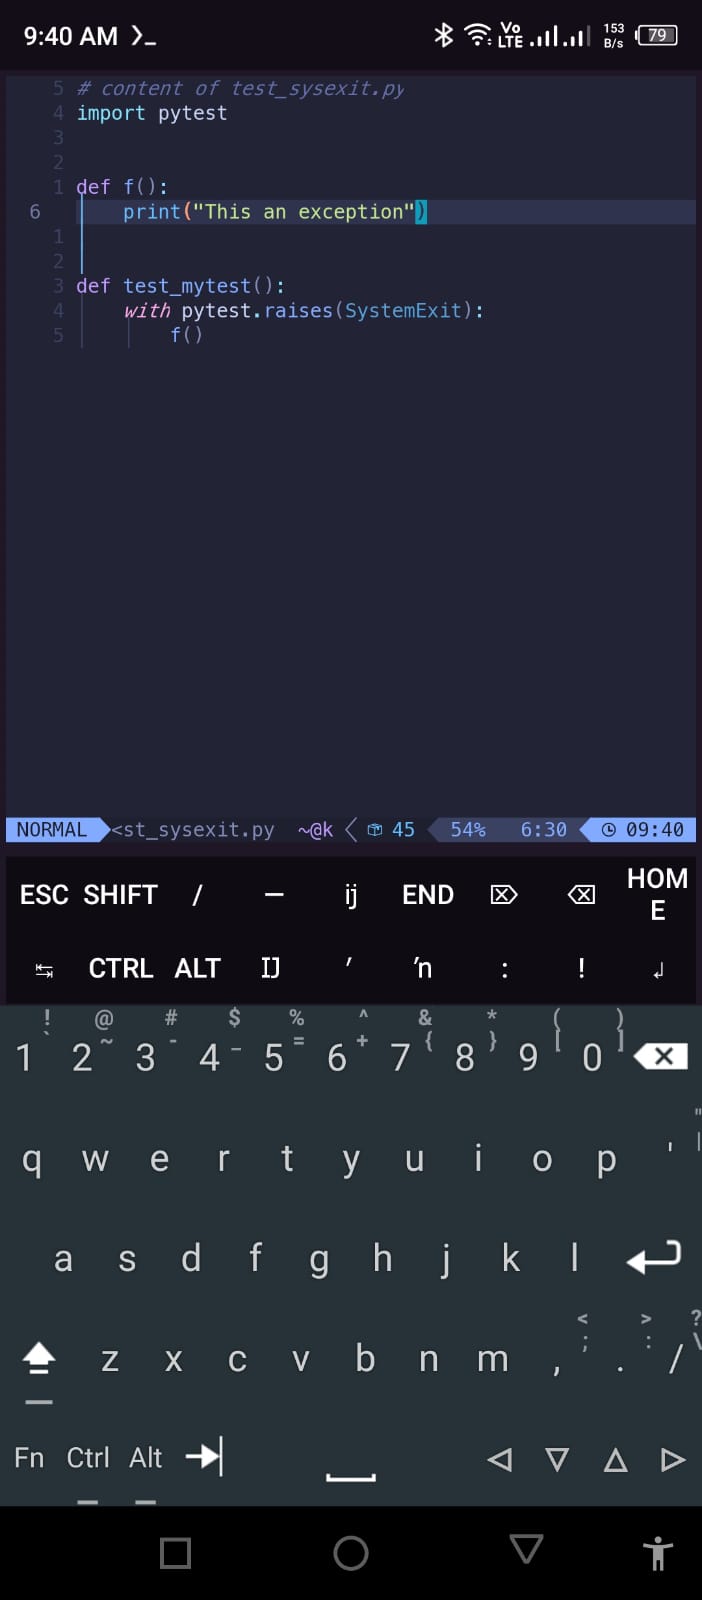 9:40 AM >_ Vo LTE 153 B/s 79
5 # content of test_sysexit.py
4 import pytest
3
2
1 def f():
6     print("This an exception")
1
2
3 def test_mytest():
4     with pytest.raises(SystemExit):
5         f()
NORMAL <st_sysexit.py ~@k 45 54% 6:30 09:40
ESC SHIFT / — ij END ⌦ ⌫ HOME
↹ CTRL ALT IJ ′ ŉ : ! ↲
! @ # $ % ^ & * ( )
1 ` 2 ~ 3 - 4 _ 5 = 6 + 7 { 8 } 9 [ 0 ]
"
q w e r t y u i o p ' |
a s d f g h j k l
< > ?
z x c v b n m , ; . : / \
Fn Ctrl Alt